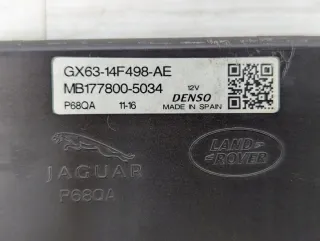 GX63-14F498-AE
MB177800-5034
P68QA 11-16 12V DENSO MADE IN SPAIN
JAGUAR
LAND ROVER
P68QA